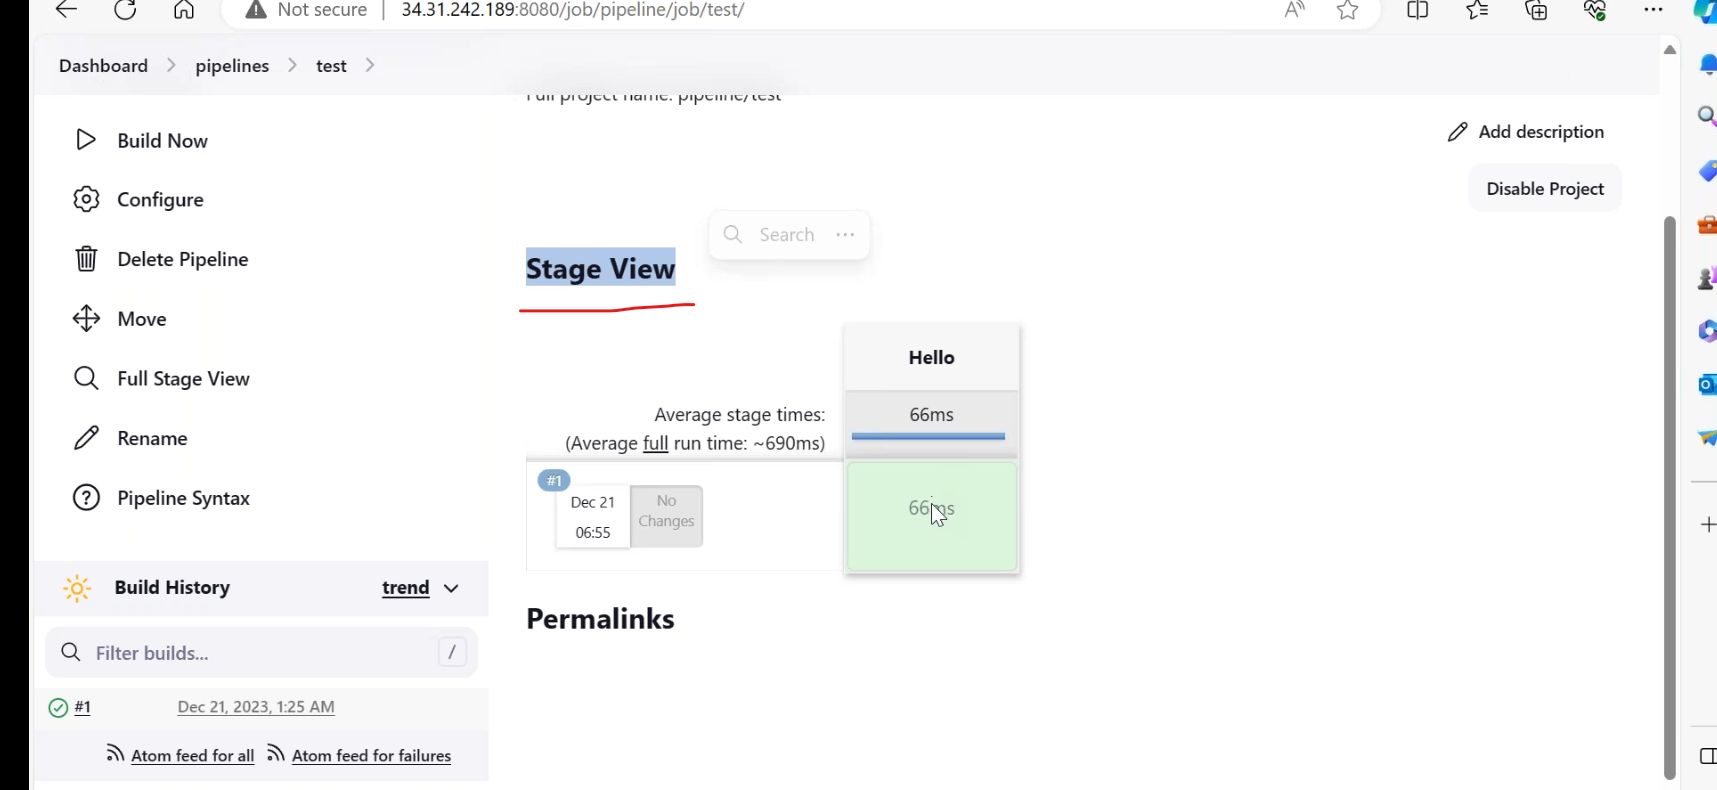 Not secure
34.31.242.189:8080/job/pipeline/job/test/
Dashboard
pipelines
test
Full project name: pipeline/test
Build Now
Configure
Delete Pipeline
Move
Full Stage View
Rename
Pipeline Syntax
Add description
Disable Project
Search
Stage View
Hello
Average stage times:
66ms
(Average full run time: ~690ms)
#1
Dec 21
06:55
No
Changes
66ms
Permalinks
Build History
trend
Filter builds...
/
#1
Dec 21, 2023, 1:25 AM
Atom feed for all
Atom feed for failures